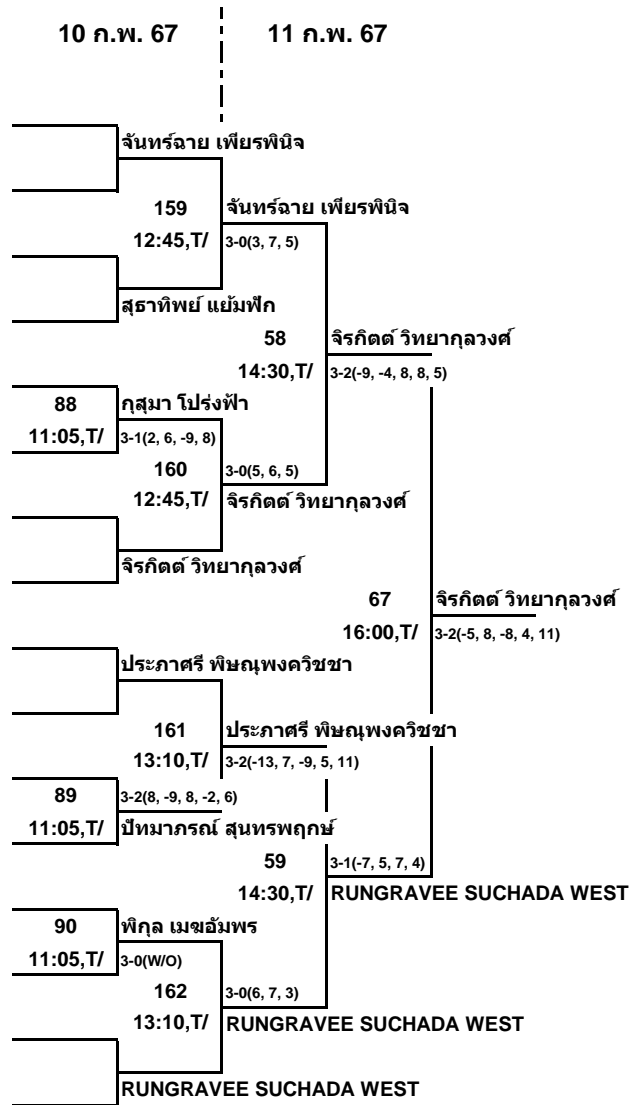 10 ก.พ. 67 11 ก.พ. 67
จันทร์ฉาย เพียรพินิจ
159 จันทร์ฉาย เพียรพินิจ
12:45,T/ 3-0(3, 7, 5)
สุธาทิพย์ แย้มฟัก
58 จิรกิตต์ วิทยากุลวงศ์
14:30,T/ 3-2(-9, -4, 8, 8, 5)
88 กุสุมา โปร่งฟ้า
11:05,T/ 3-1(2, 6, -9, 8)
160 3-0(5, 6, 5)
12:45,T/ จิรกิตต์ วิทยากุลวงศ์
จิรกิตต์ วิทยากุลวงศ์
67 จิรกิตต์ วิทยากุลวงศ์
16:00,T/ 3-2(-5, 8, -8, 4, 11)
ประภาศรี พิษณุพงควิชชา
161 ประภาศรี พิษณุพงควิชชา
13:10,T/ 3-2(-13, 7, -9, 5, 11)
89 3-2(8, -9, 8, -2, 6)
11:05,T/ ปัทมาภรณ์ สุนทรพฤกษ์
59 3-1(-7, 5, 7, 4)
14:30,T/ RUNGRAVEE SUCHADA WEST
90 พิกุล เมฆอัมพร
11:05,T/ 3-0(W/O)
162 3-0(6, 7, 3)
13:10,T/ RUNGRAVEE SUCHADA WEST
RUNGRAVEE SUCHADA WEST